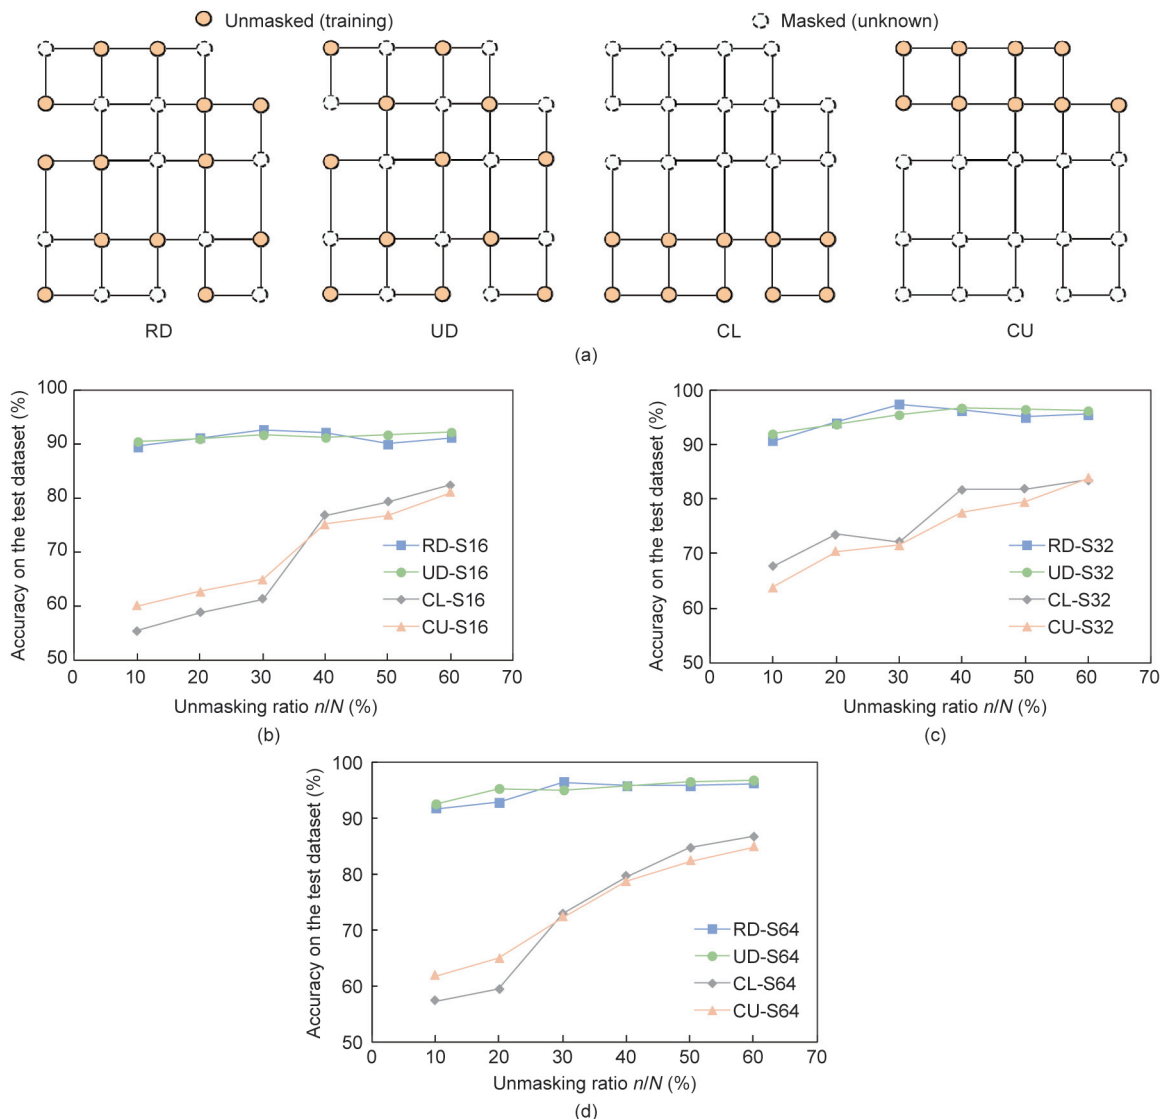 Unmasked (training) Masked (unknown)
RD UD CL CU
(a)
Accuracy on the test dataset (%)
100
90
80
70
60
50
0 10 20 30 40 50 60 70
RD-S16
UD-S16
CL-S16
CU-S16
Unmasking ratio n/N (%)
(b)
Accuracy on the test dataset (%)
100
90
80
70
60
50
0 10 20 30 40 50 60 70
RD-S32
UD-S32
CL-S32
CU-S32
Unmasking ratio n/N (%)
(c)
Accuracy on the test dataset (%)
100
90
80
70
60
50
0 10 20 30 40 50 60 70
RD-S64
UD-S64
CL-S64
CU-S64
Unmasking ratio n/N (%)
(d)